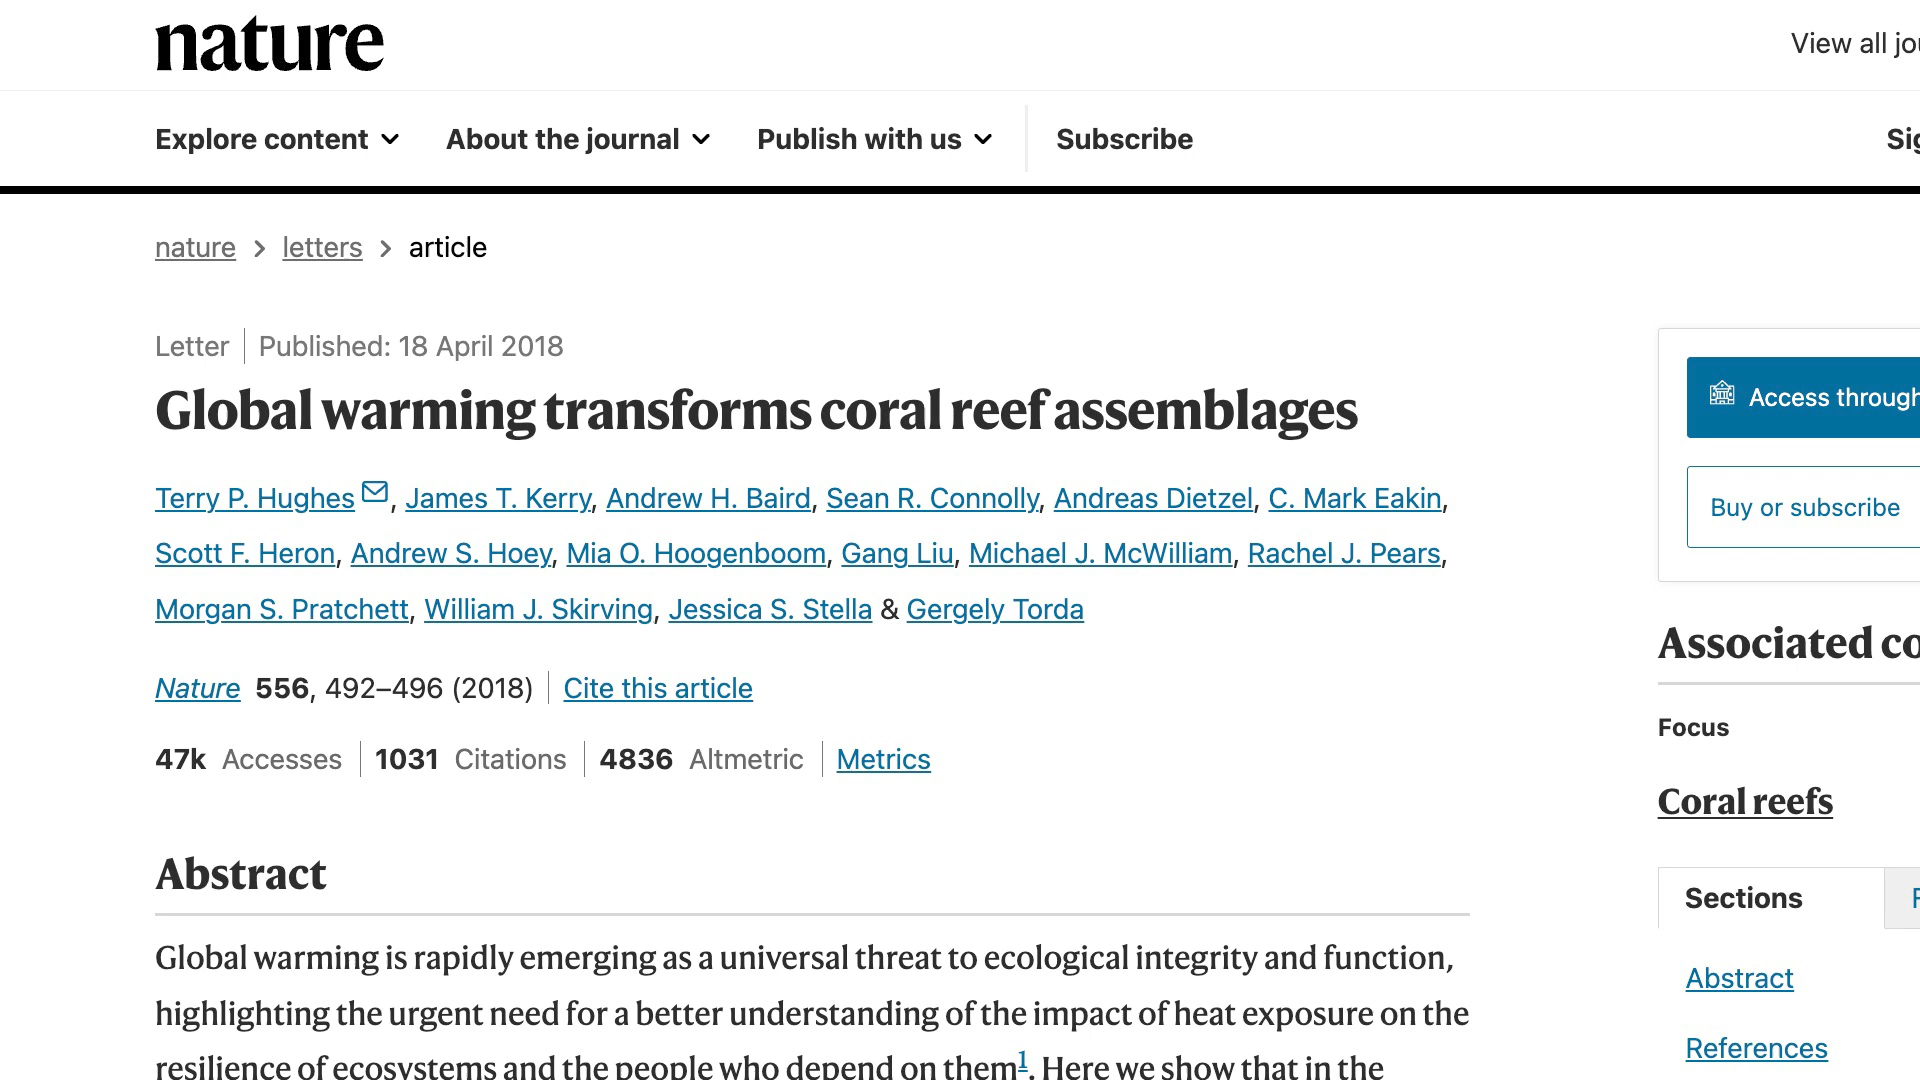 nature
View all jou
Explore content About the journal Publish with us Subscribe
Sig
nature > letters > article
Letter | Published: 18 April 2018
Global warming transforms coral reef assemblages
Terry P. Hughes, James T. Kerry, Andrew H. Baird, Sean R. Connolly, Andreas Dietzel, C. Mark Eakin,
Scott F. Heron, Andrew S. Hoey, Mia O. Hoogenboom, Gang Liu, Michael J. McWilliam, Rachel J. Pears,
Morgan S. Pratchett, William J. Skirving, Jessica S. Stella & Gergely Torda
Nature 556, 492–496 (2018) | Cite this article
47k Accesses | 1031 Citations | 4836 Altmetric | Metrics
Abstract
Global warming is rapidly emerging as a universal threat to ecological integrity and function,
highlighting the urgent need for a better understanding of the impact of heat exposure on the
resilience of ecosystems and the people who depend on them1. Here we show that in the
Access through
Buy or subscribe
Associated co
Focus
Coral reefs
Sections
Abstract
References